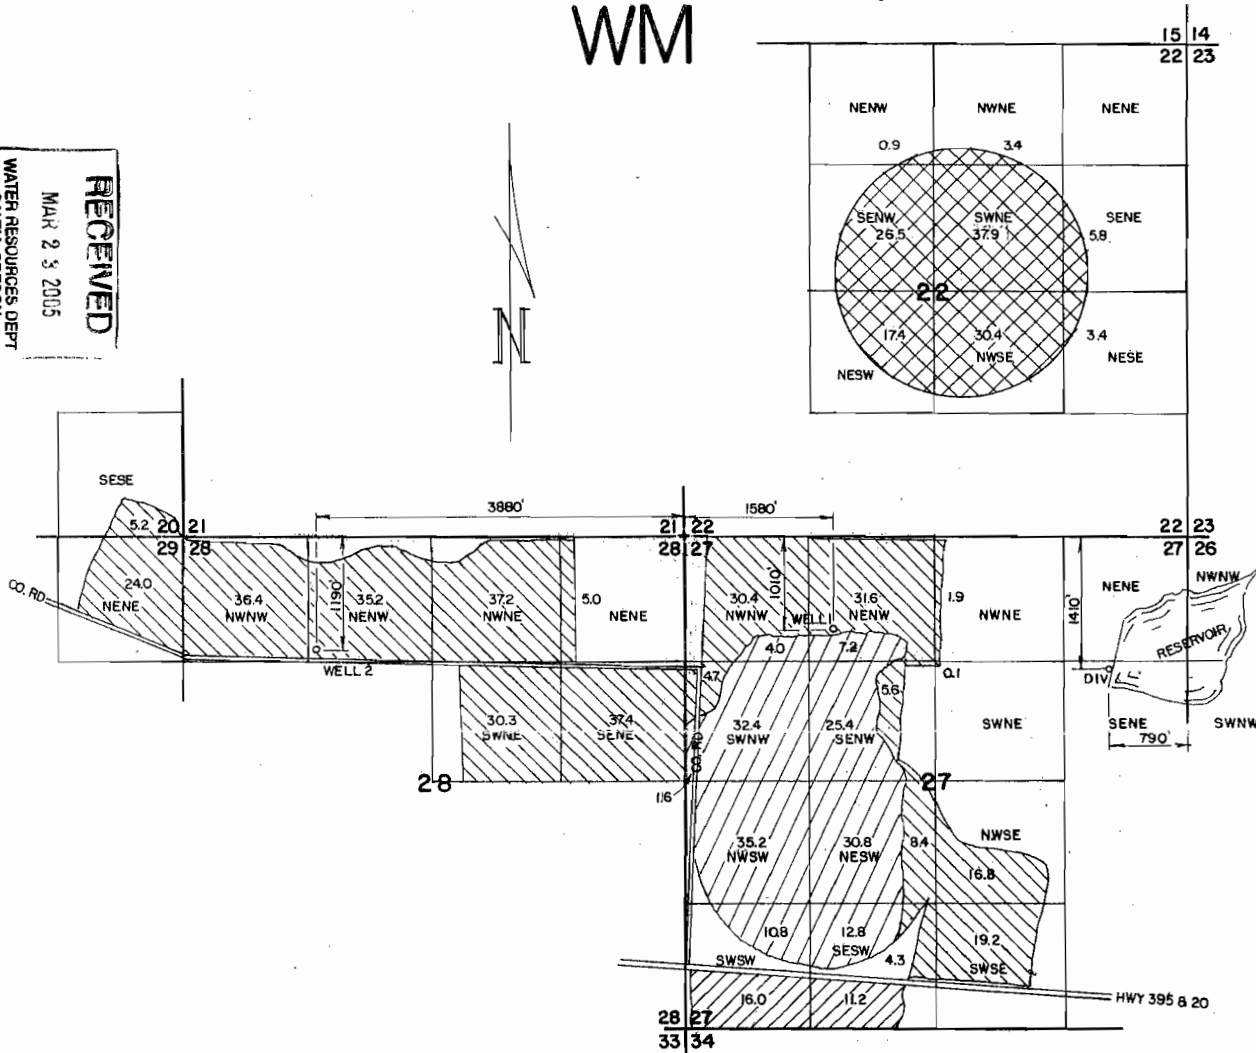 WM
15 14
22 23
NENW NWNE NENE
0.9 3.4
SENW SWNE SENE
26.5 37.9 5.8
22
17.4 30.4 3.4
NWSE NESE
NESW
RECEIVED
MAR 2 2005
WATER RESOURCES DEPT
N
SESE
3880' 1580'
5.2 20 21 21 22 22 23
29 28 28 27 27 26
CO. RD
24.0
NENE
36.4
NWNW
1190'
35.2
NENW
37.2
NWNE
5.0
NENE
30.4
NWNW
1010'
WELL 1
31.6
NENW
1.9
NWNE
1410'
NENE
NWNW
RESERVOIR
WELL 2
4.0 7.2
4.7
5.6
0.1
DIV
30.3
SWNE
37.4
SENE
CO. RD
32.4
SWNW
25.4
SENW
SWNE
SENE
SWNW
790'
28
1.6
27
35.2
NWSW
30.8
NESW
8.4
NWSE
16.8
10.8
SWSW
12.8
SESW
4.3
19.2
SWSE
16.0 11.2
HWY 395 & 20
28 27
33 34